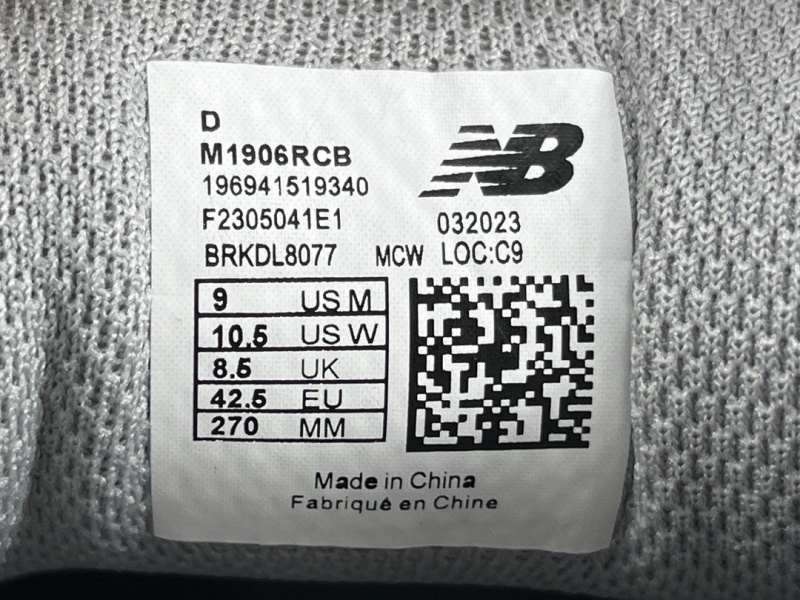 D
M1906RCB
NB
196941519340
F2305041E1
032023
BRKDL8077 MCW LOC:C9
9 US M
10.5 US W
8.5 UK
42.5 EU
270 MM
Made in China
Fabriqué en Chine